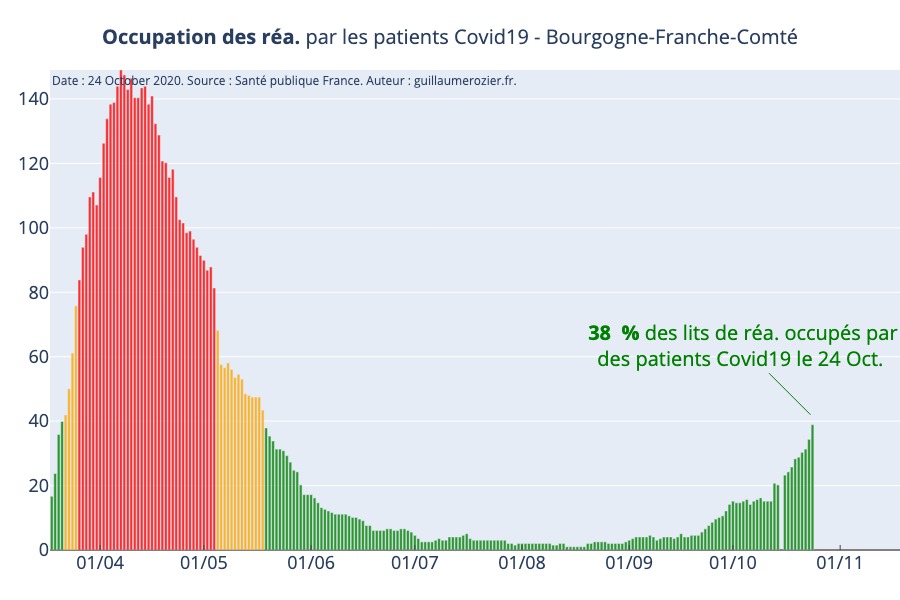 Occupation des réa. par les patients Covid19 - Bourgogne-Franche-Comté
Date : 24 October 2020. Source : Santé publique France. Auteur : guillaumerozier.fr.
140
120
100
80
60
40
20
0
38 % des lits de réa. occupés par
des patients Covid19 le 24 Oct.
01/04 01/05 01/06 01/07 01/08 01/09 01/10 01/11